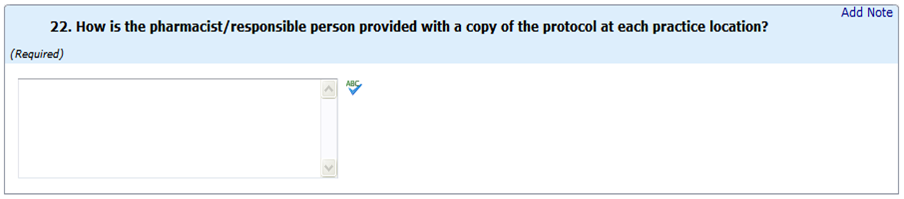 Add Note
22. How is the pharmacist/responsible person provided with a copy of the protocol at each practice location?
(Required)
ABC